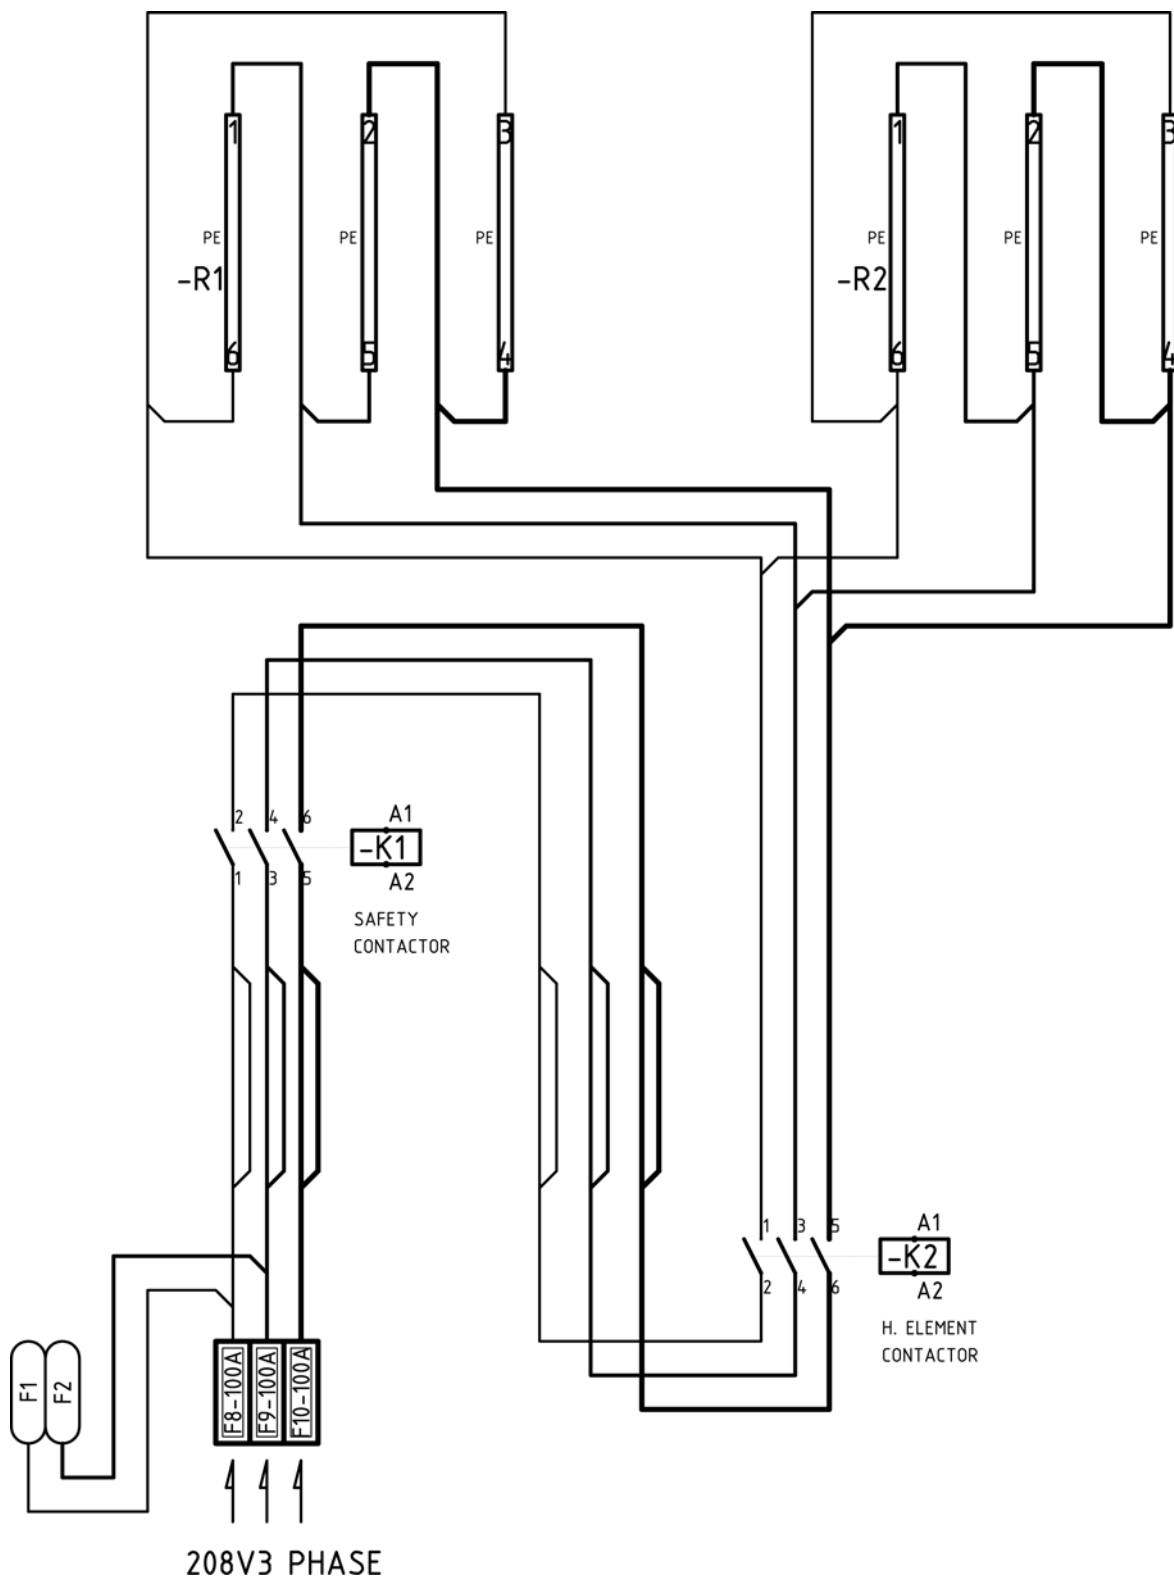 1
2
3
1
2
3
PE
PE
PE
PE
PE
PE
-R1
-R2
6
5
4
6
5
4
2
4
6
A1
-K1
1
3
5
A2
SAFETY
CONTACTOR
1
3
5
A1
-K2
2
4
6
A2
H. ELEMENT
CONTACTOR
F1
F2
F8-100A
F9-100A
F10-100A
208V3 PHASE